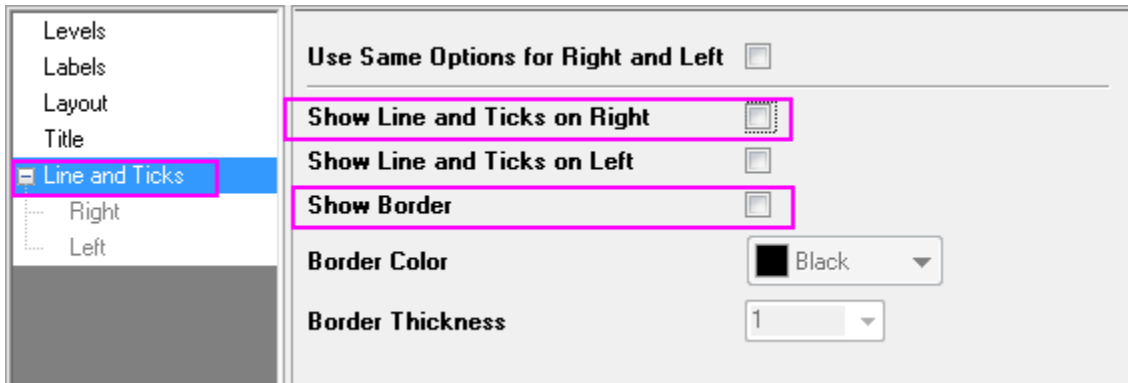 Levels
Labels
Layout
Title
Line and Ticks
Right
Left
Use Same Options for Right and Left
Show Line and Ticks on Right
Show Line and Ticks on Left
Show Border
Border Color
Black
Border Thickness
1